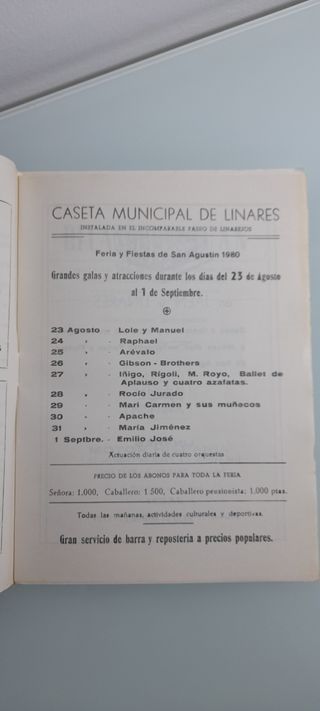 CASETA MUNICIPAL DE LINARES
INSTALADA EN EL INCOMPARABLE PASEO DE LINAREJOS
Feria y Fiestas de San Agustín 1980
Grandes galas y atracciones durante los días del 23 de Agosto
al 1 de Septiembre.
23 Agosto - Lole y Manuel
24 » - Raphael
25 » - Arévalo
26 » - Gibson - Brothers
27 » - Iñigo, Rígoli, M. Royo, Ballet de
Aplauso y cuatro azafatas.
28 » - Rocío Jurado
29 » - Mari Carmen y sus muñecos
30 » - Apache
31 » - María Jiménez
1 Septbre. - Emilio José
Actuación diaria de cuatro orquestas
PRECIO DE LOS ABONOS PARA TODA LA FERIA
Señora: 1.000, Caballero: 1.500, Caballero pensionista: 1.000 ptas.
Todas las mañanas, actividades culturales y deportivas.
Gran servicio de barra y repostería a precios populares.